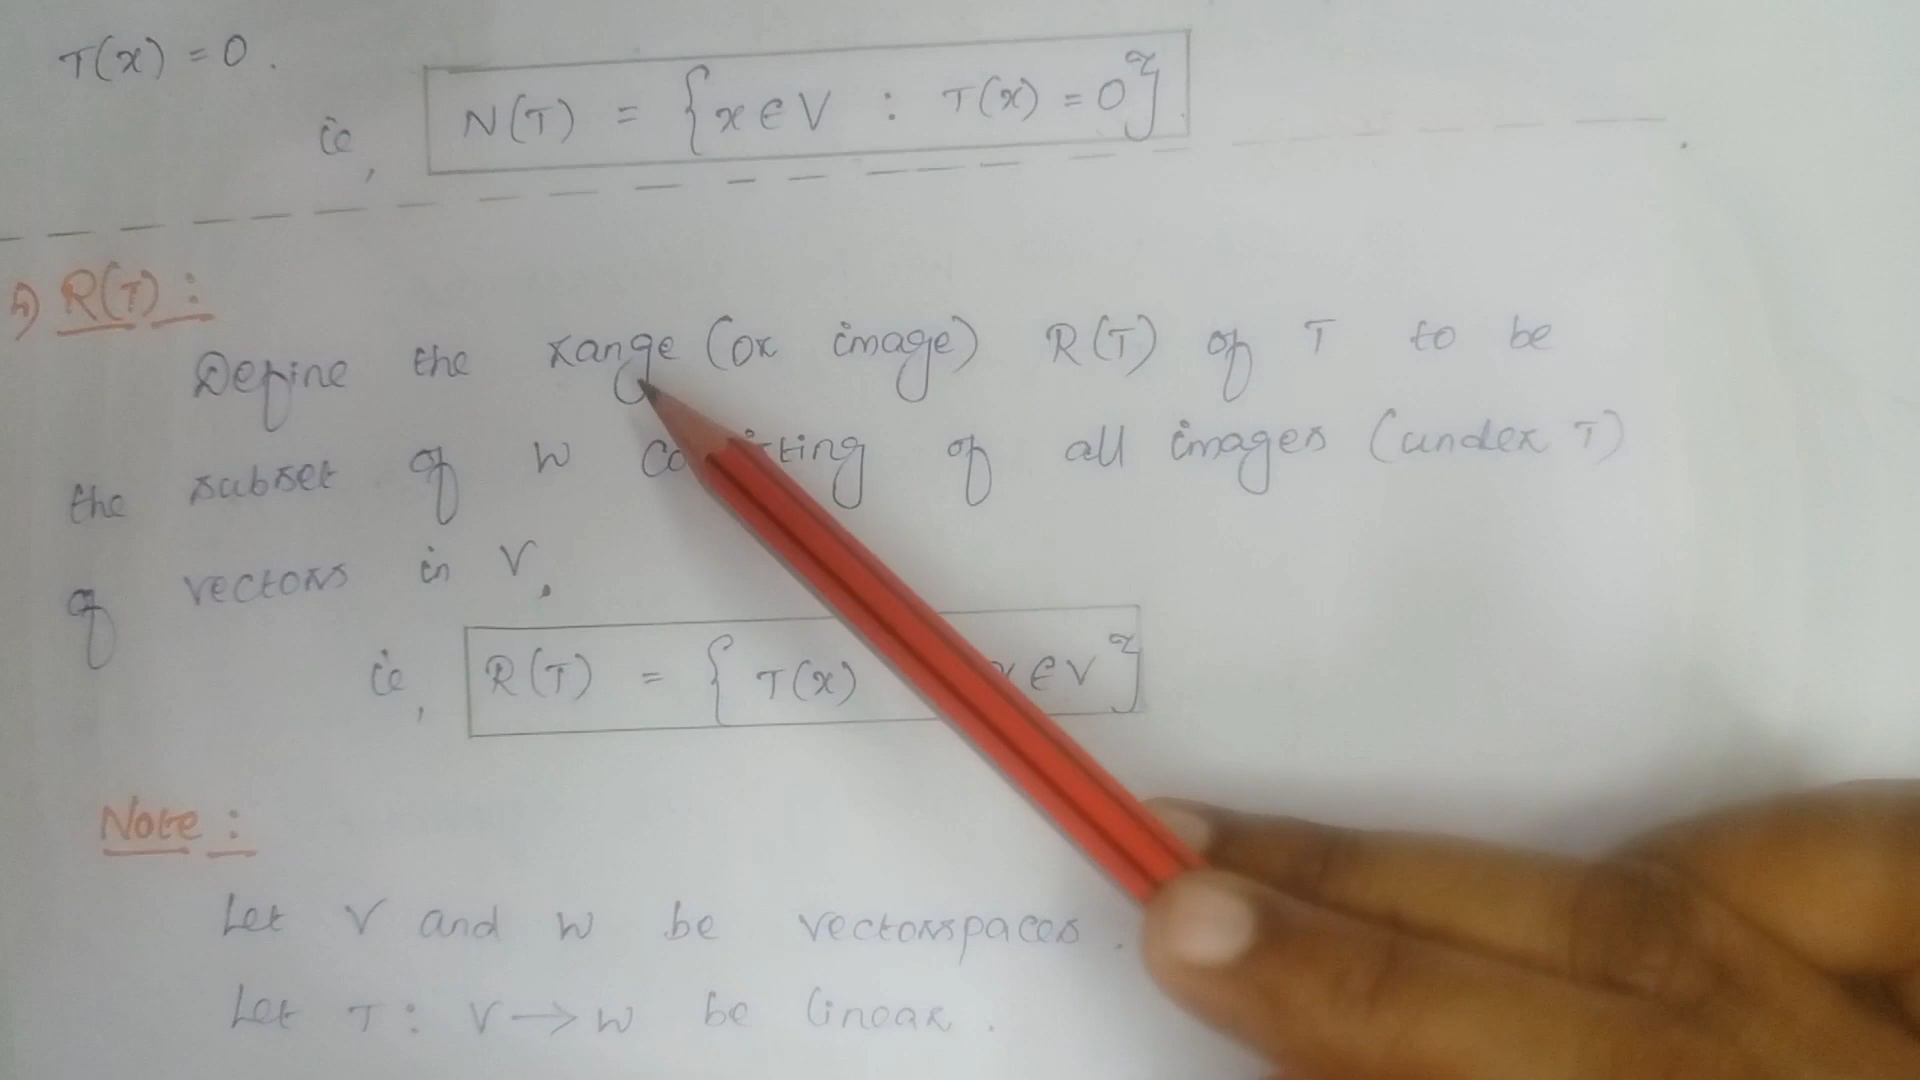 T(x) = 0.
ie, N(T) = {x ∈ V : T(x) = 0}
R(T) :
Define the range (or image) R(T) of T to be
the subset of W of all images (under T)
of vectors in V.
ie, R(T) = { T(x) x ∈ V }
Note :
Let V and W be vectorspaces.
Let T : V → W be linear.